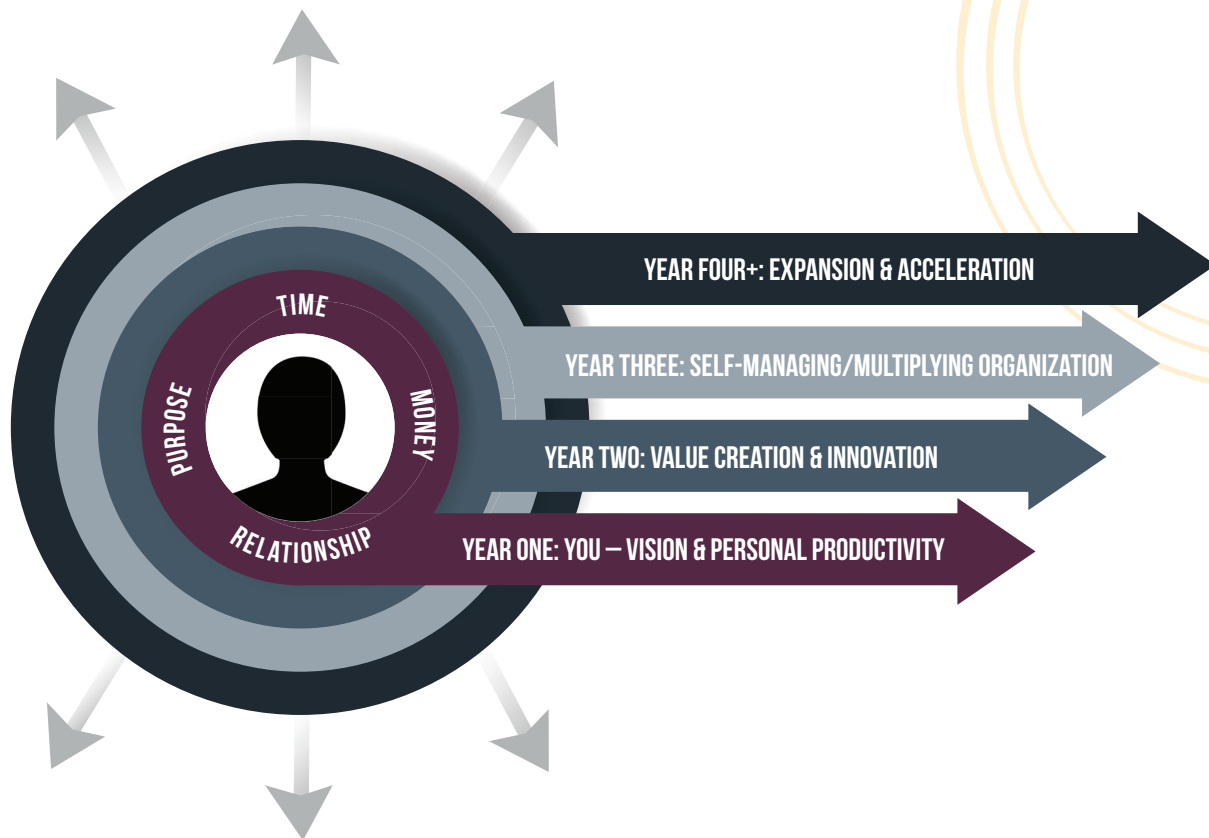 TIME
PURPOSE
MONEY
RELATIONSHIP
YEAR FOUR+: EXPANSION & ACCELERATION
YEAR THREE: SELF-MANAGING/MULTIPLYING ORGANIZATION
YEAR TWO: VALUE CREATION & INNOVATION
YEAR ONE: YOU – VISION & PERSONAL PRODUCTIVITY